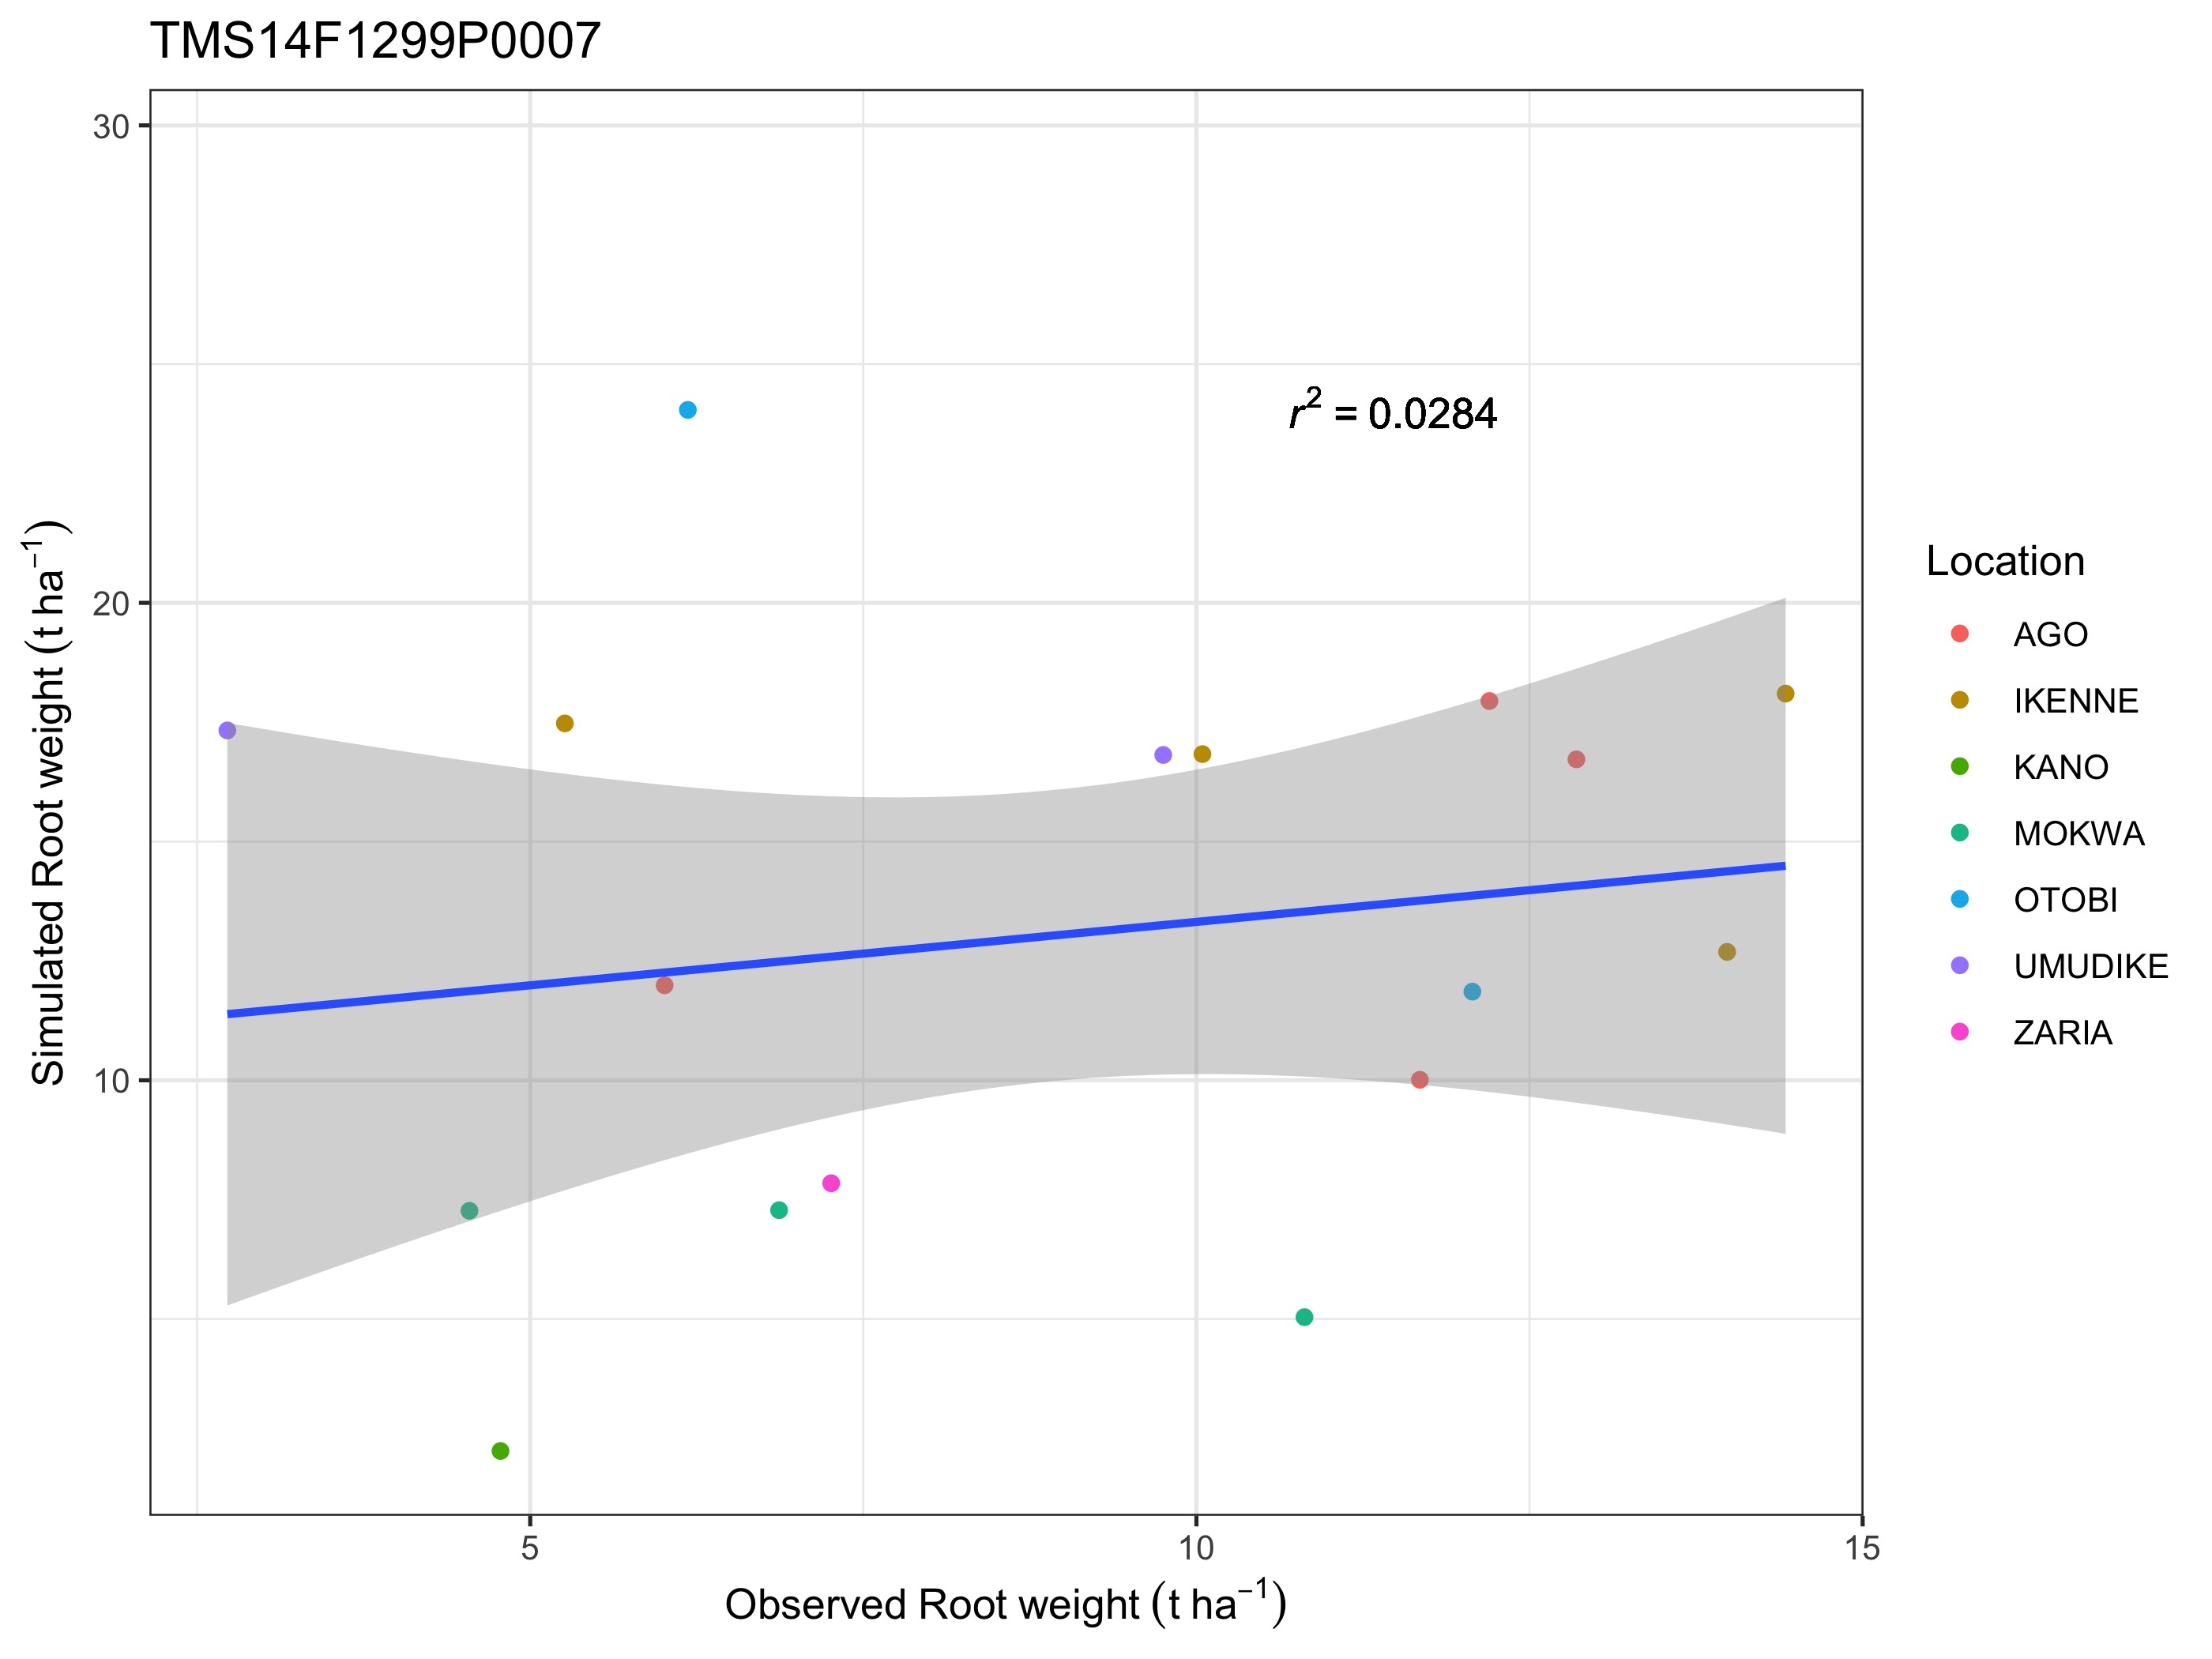 TMS14F1299P0007
30
20
10
Simulated Root weight (t ha⁻¹)
r² = 0.0284
5
10
15
Observed Root weight (t ha⁻¹)
Location
AGO
IKENNE
KANO
MOKWA
OTOBI
UMUDIKE
ZARIA